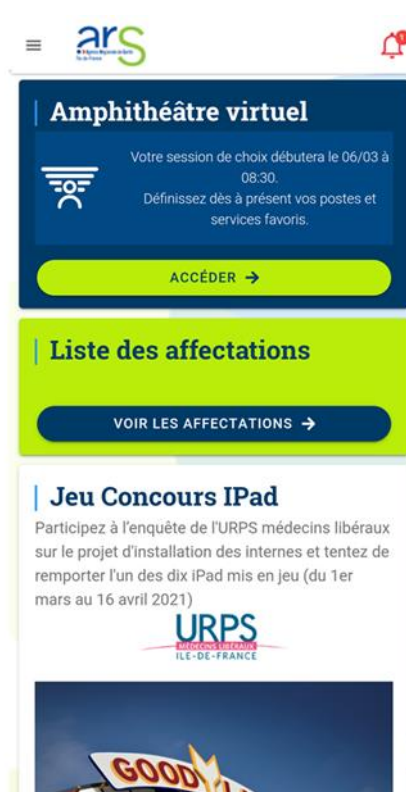 ars
1
Amphithéâtre virtuel
Votre session de choix débutera le 06/03 à
08:30.
Définissez dès à présent vos postes et
services favoris.
ACCÉDER
Liste des affectations
VOIR LES AFFECTATIONS
Jeu Concours IPad
Participez à l'enquête de l'URPS médecins libéraux
sur le projet d'installation des internes et tentez de
remporter l'un des dix iPad mis en jeu (du 1er
mars au 16 avril 2021)
URPS
MÉDECINS LIBÉRAUX
ILE-DE-FRANCE
GOOD